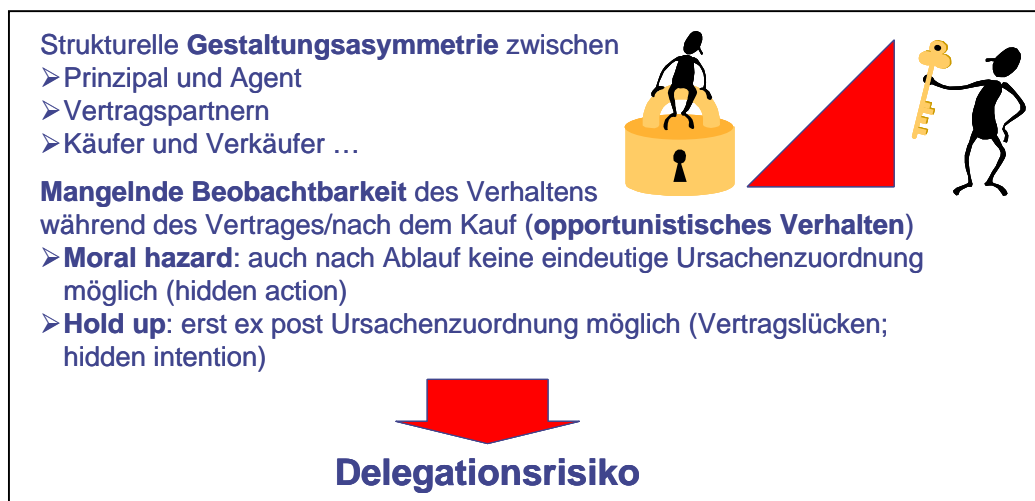 Strukturelle Gestaltungsasymmetrie zwischen
➢Prinzipal und Agent
➢Vertragspartnern
➢Käufer und Verkäufer …
Mangelnde Beobachtbarkeit des Verhaltens
während des Vertrages/nach dem Kauf (opportunistisches Verhalten)
➢Moral hazard: auch nach Ablauf keine eindeutige Ursachenzuordnung
möglich (hidden action)
➢Hold up: erst ex post Ursachenzuordnung möglich (Vertragslücken;
hidden intention)
Delegationsrisiko